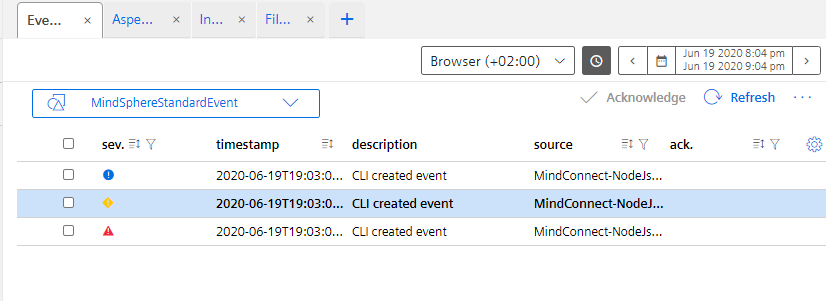 Eve... × Aspe... × In... × Fil... × +
Browser (+02:00)
Jun 19 2020 8:04 pm
Jun 19 2020 9:04 pm
MindSphereStandardEvent
Acknowledge Refresh ...
sev. timestamp description source ack.
2020-06-19T19:03:0... CLI created event MindConnect-NodeJs...
2020-06-19T19:03:0... CLI created event MindConnect-NodeJ...
2020-06-19T19:03:0... CLI created event MindConnect-NodeJs...